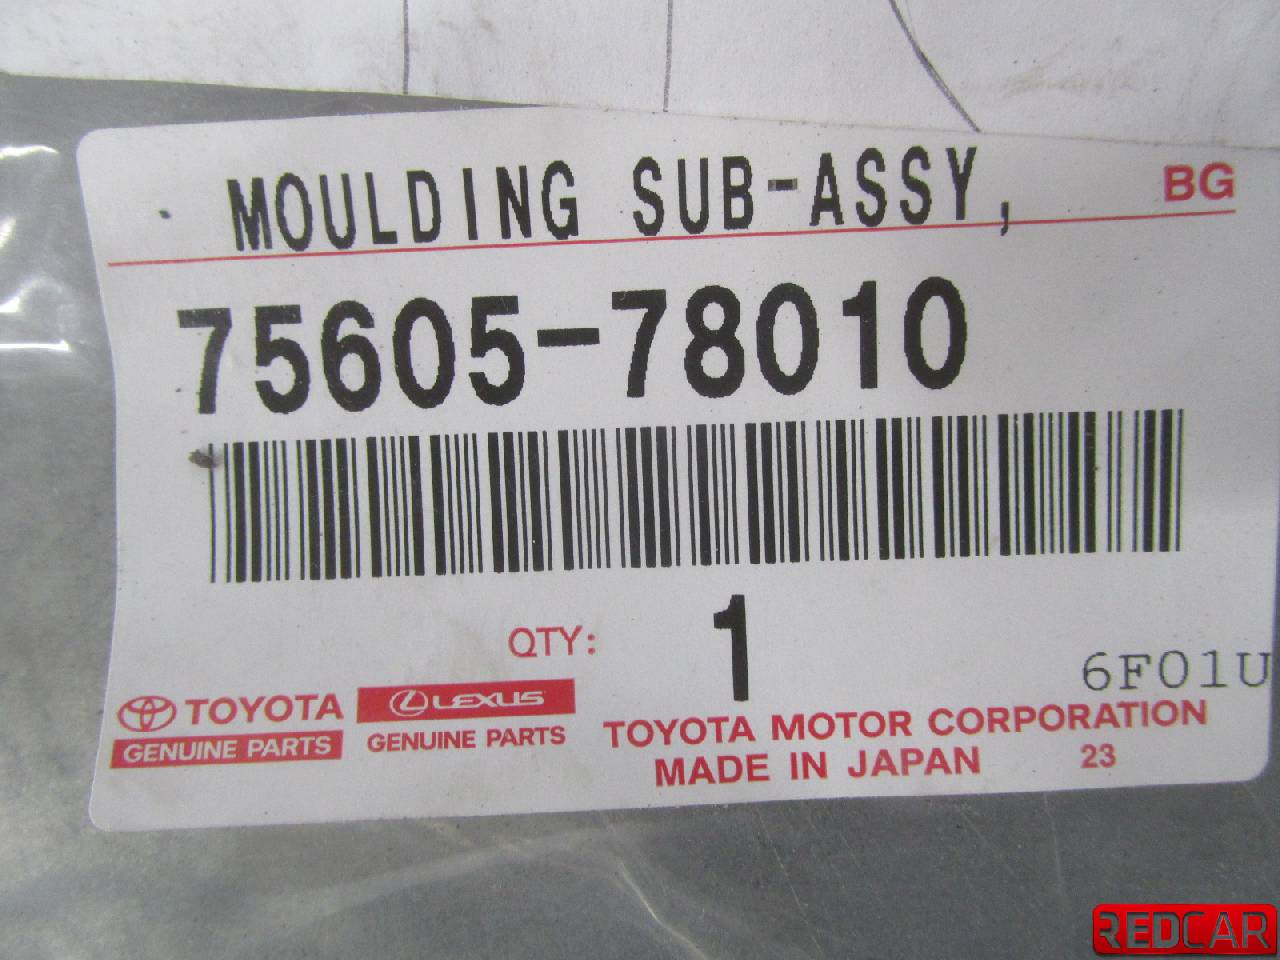 MOULDING SUB-ASSY,
BG
75605-78010
QTY: 1
6F01U
TOYOTA
GENUINE PARTS
LEXUS
GENUINE PARTS
TOYOTA MOTOR CORPORATION
MADE IN JAPAN 23
REDCAR